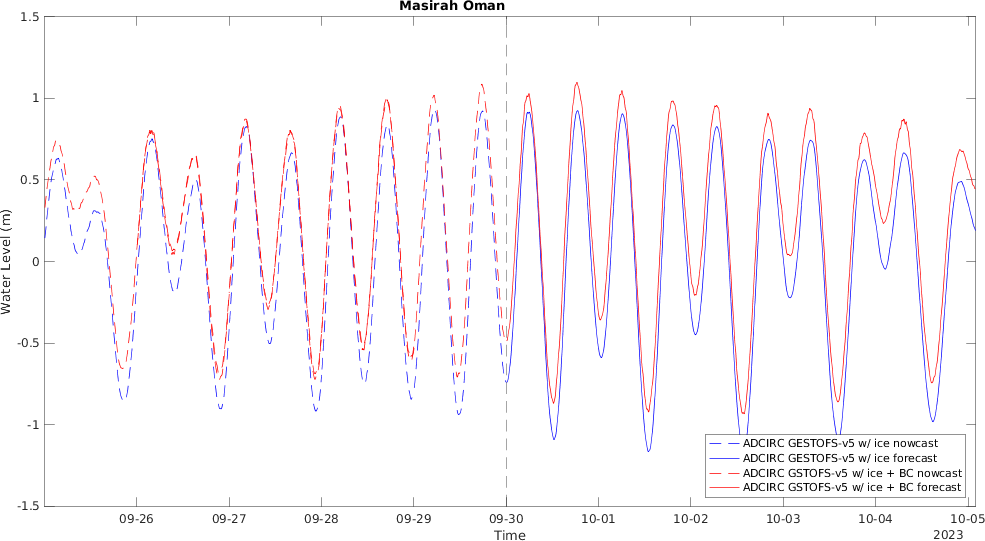 Masirah Oman
1.5
1
0.5
0
-0.5
-1
-1.5
Water Level (m)
09-26 09-27 09-28 09-29 09-30 10-01 10-02 10-03 10-04 10-05
Time
2023
ADCIRC GESTOFS-v5 w/ ice nowcast
ADCIRC GESTOFS-v5 w/ ice forecast
ADCIRC GSTOFS-v5 w/ ice + BC nowcast
ADCIRC GSTOFS-v5 w/ ice + BC forecast